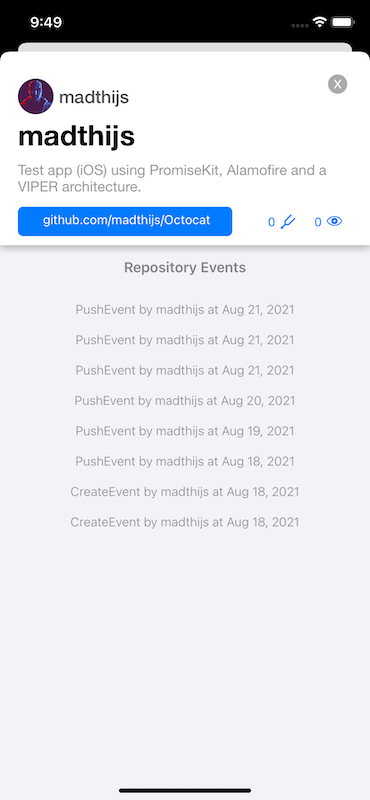 9:49
X
madthijs
madthijs
Test app (iOS) using PromiseKit, Alamofire and a
VIPER architecture.
github.com/madthijs/Octocat
0
0
Repository Events
PushEvent by madthijs at Aug 21, 2021
PushEvent by madthijs at Aug 21, 2021
PushEvent by madthijs at Aug 21, 2021
PushEvent by madthijs at Aug 20, 2021
PushEvent by madthijs at Aug 19, 2021
PushEvent by madthijs at Aug 18, 2021
CreateEvent by madthijs at Aug 18, 2021
CreateEvent by madthijs at Aug 18, 2021